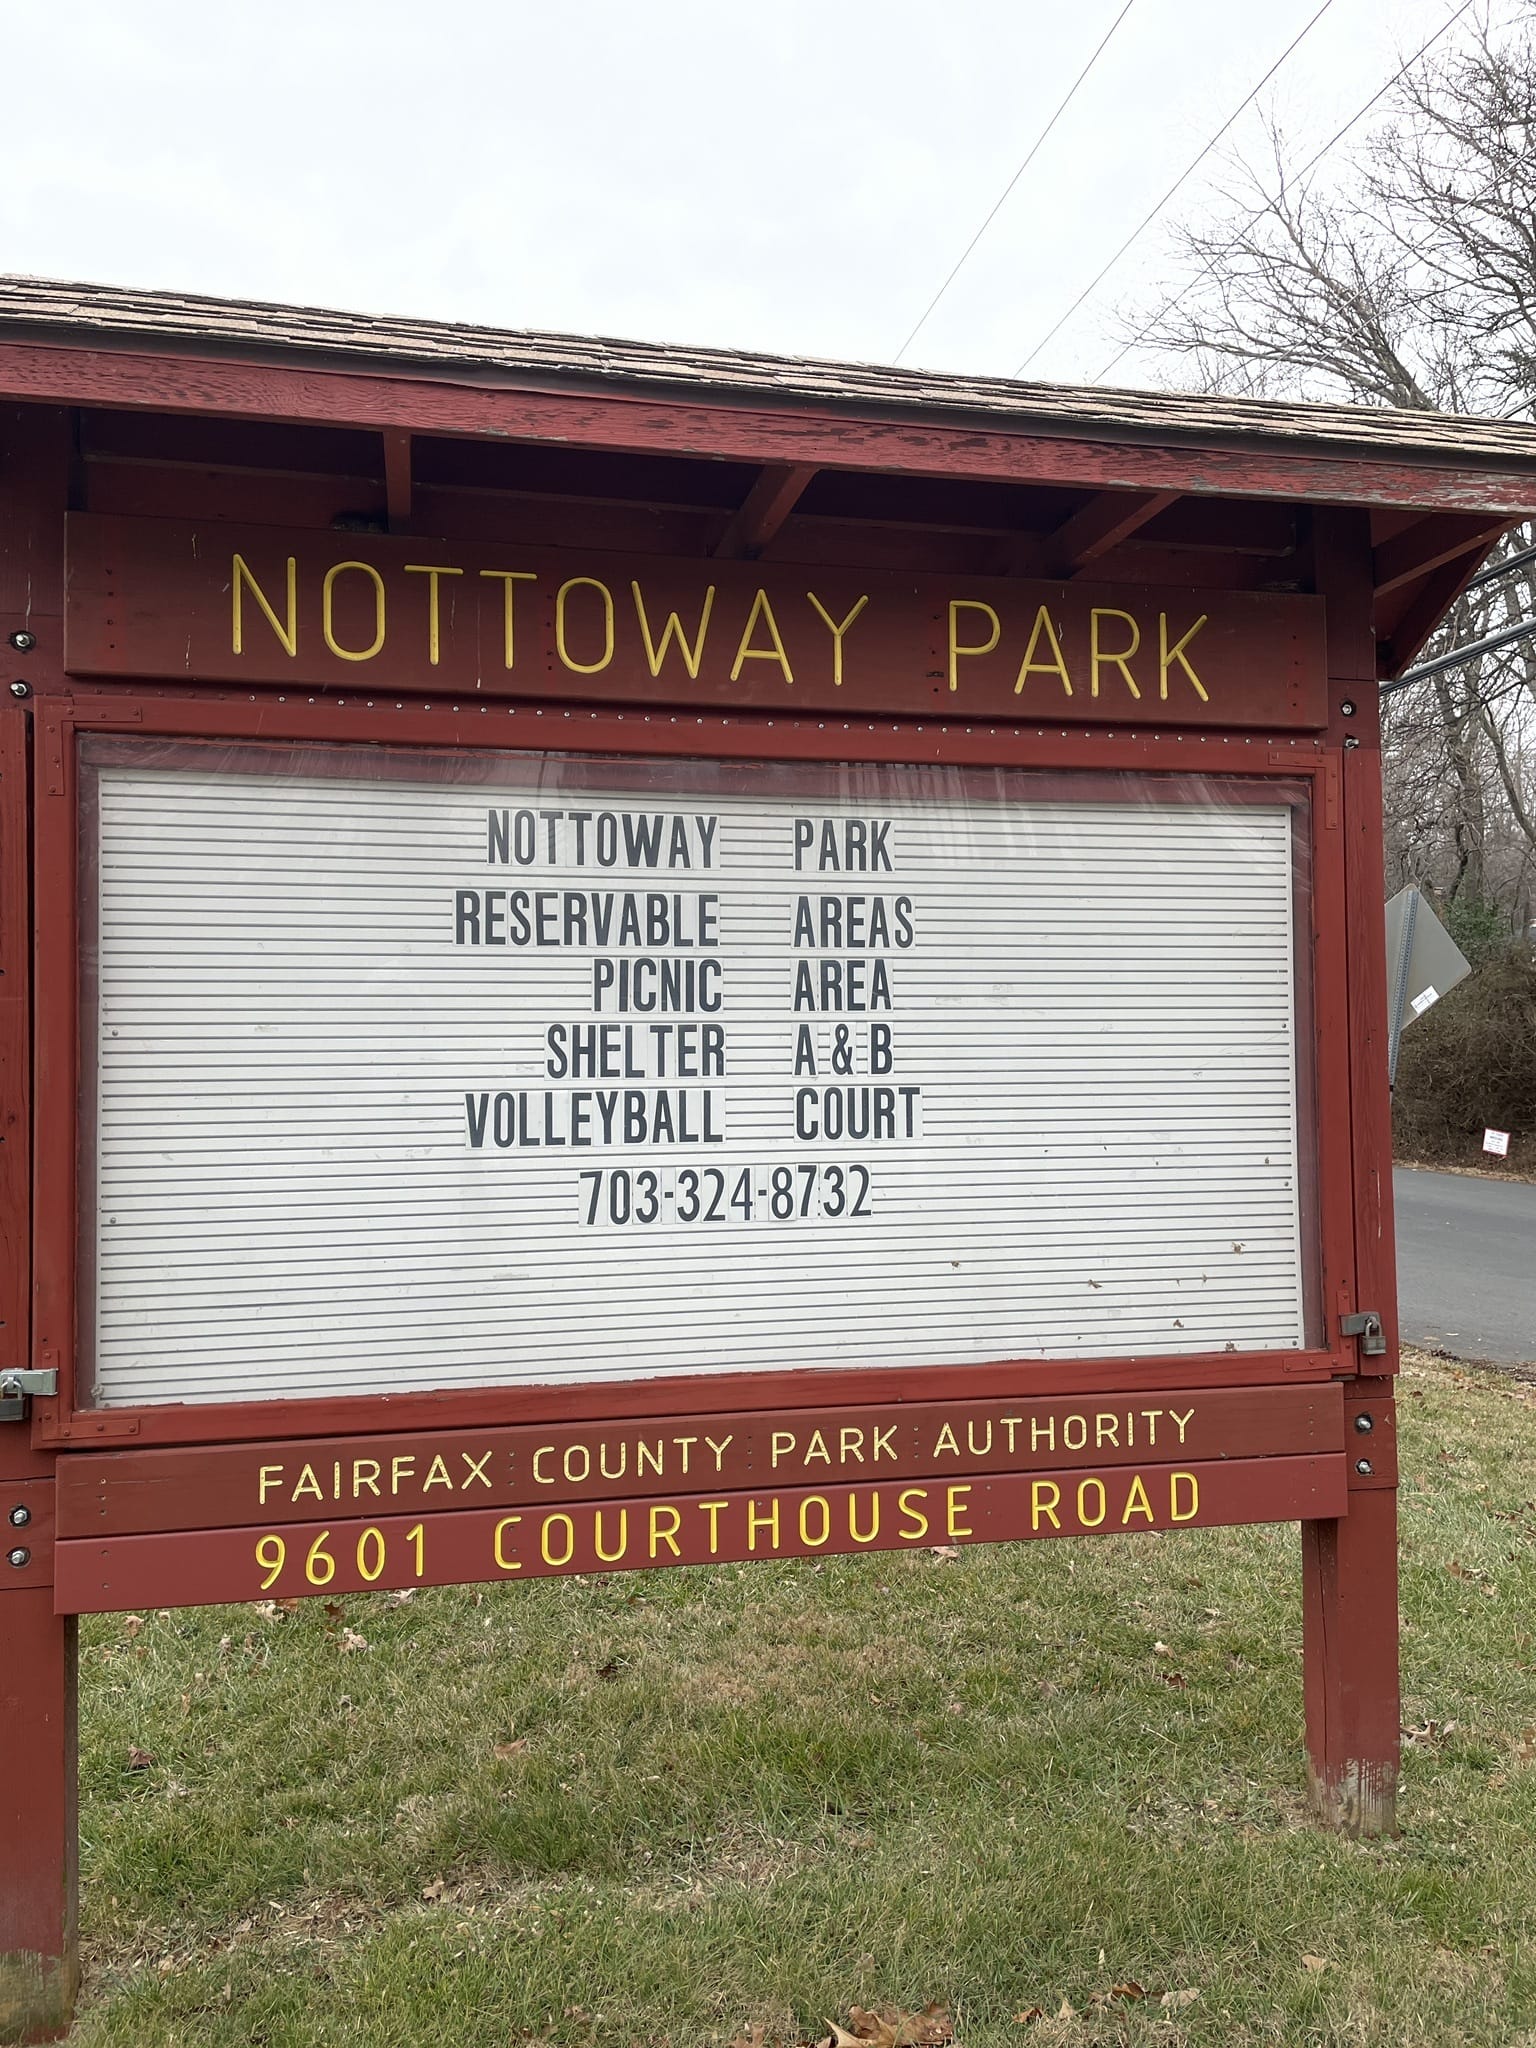 NOTTOWAY PARK
NOTTOWAY PARK
RESERVABLE AREAS
PICNIC AREA
SHELTER A & B
VOLLEYBALL COURT
703-324-8732
FAIRFAX COUNTY PARK AUTHORITY
9601 COURTHOUSE ROAD